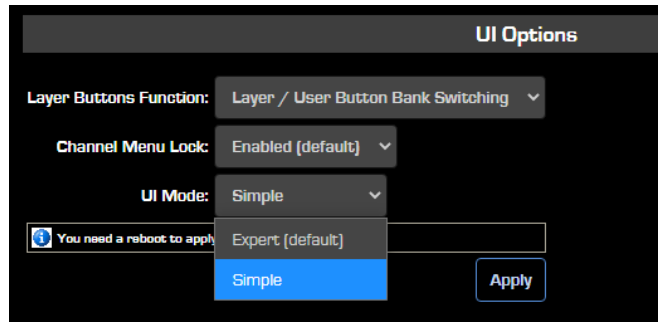 UI Options
Layer Buttons Function: Layer / User Button Bank Switching
Channel Menu Lock: Enabled (default)
UI Mode: Simple
You need a reboot to apply
Expert (default)
Simple
Apply